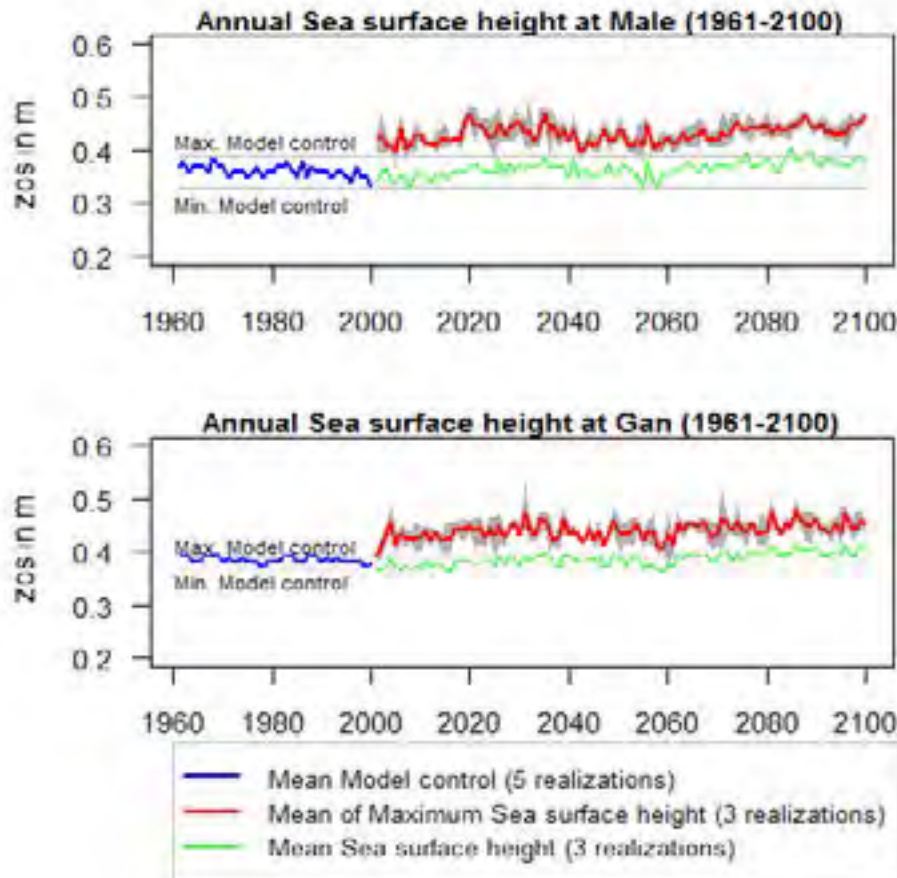 Annual Sea surface height at Male (1961-2100)
0.6
0.5
0.4
0.3
0.2
zos in m
Max. Model control
Min. Model control
1960 1980 2000 2020 2040 2060 2080 2100
Annual Sea surface height at Gan (1961-2100)
0.6
0.5
0.4
0.3
0.2
zos in m
Max. Model control
Min. Model control
1960 1980 2000 2020 2040 2060 2080 2100
Mean Model control (5 realizations)
Mean of Maximum Sea surface height (3 realizations)
Mean Sea surface height (3 realizations)